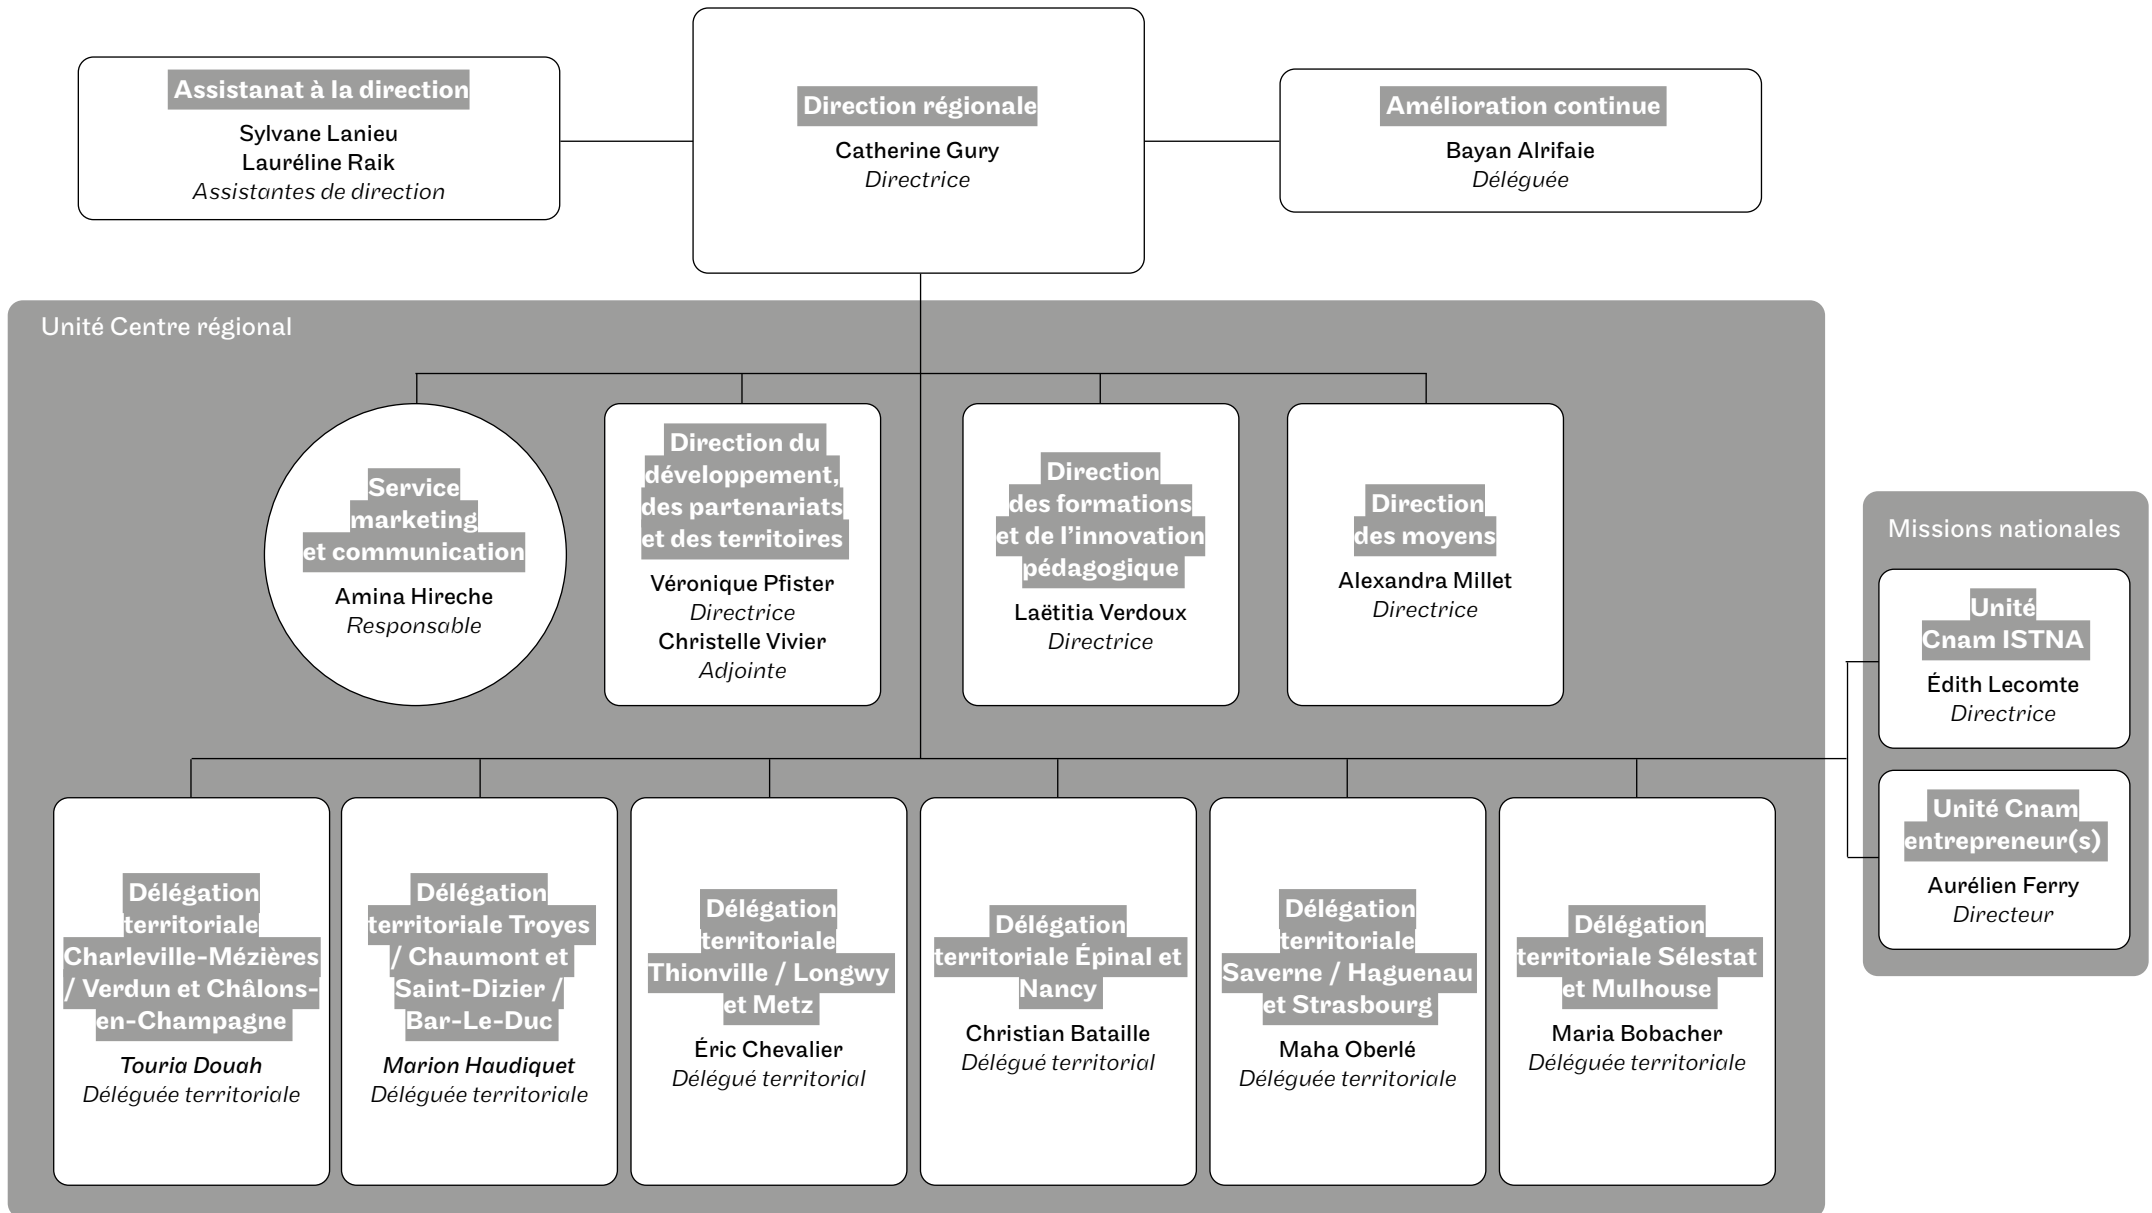 Assistanat à la direction
Sylvane Lanieu
Lauréline Raik
Assistantes de direction
Direction régionale
Catherine Gury
Directrice
Amélioration continue
Bayan Alrifaie
Déléguée
Unité Centre régional
Service
marketing
et communication
Amina Hireche
Responsable
Direction du
développement,
des partenariats
et des territoires
Véronique Pfister
Directrice
Christelle Vivier
Adjointe
Direction
des formations
et de l’innovation
pédagogique
Laëtitia Verdoux
Directrice
Direction
des moyens
Alexandra Millet
Directrice
Missions nationales
Unité
Cnam ISTNA
Édith Lecomte
Directrice
Unité Cnam
entrepreneur(s)
Aurélien Ferry
Directeur
Délégation
territoriale
Charleville-Mézières
/ Verdun et Châlons-
en-Champagne
Touria Douah
Déléguée territoriale
Délégation
territoriale Troyes
/ Chaumont et
Saint-Dizier /
Bar-Le-Duc
Marion Haudiquet
Déléguée territoriale
Délégation
territoriale
Thionville / Longwy
et Metz
Éric Chevalier
Délégué territorial
Délégation
territoriale Épinal et
Nancy
Christian Bataille
Délégué territorial
Délégation
territoriale
Saverne / Haguenau
et Strasbourg
Maha Oberlé
Déléguée territoriale
Délégation
territoriale Sélestat
et Mulhouse
Maria Bobacher
Déléguée territoriale